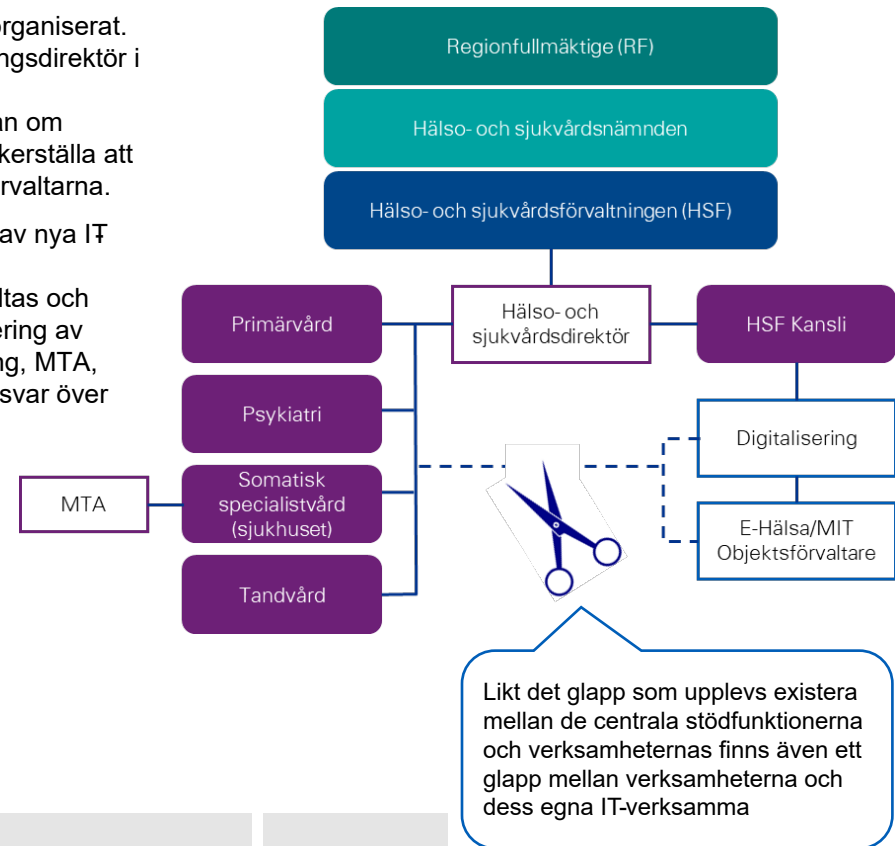 organiserat.
ngsdirektör i
an om
kerställa att
rvaltarna.
av nya IT
ltas och
ering av
ng, MTA,
svar över
Regionfullmäktige (RF)
Hälso- och sjukvårdsnämnden
Hälso- och sjukvårdsförvaltningen (HSF)
Primärvård
Hälso- och
sjukvårdsdirektör
HSF Kansli
Psykiatri
Digitalisering
MTA
Somatisk
specialistvård
(sjukhuset)
E-Hälsa/MIT
Objektsförvaltare
Tandvård
Likt det glapp som upplevs existera
mellan de centrala stödfunktionerna
och verksamheternas finns även ett
glapp mellan verksamheterna och
dess egna IT-verksamma